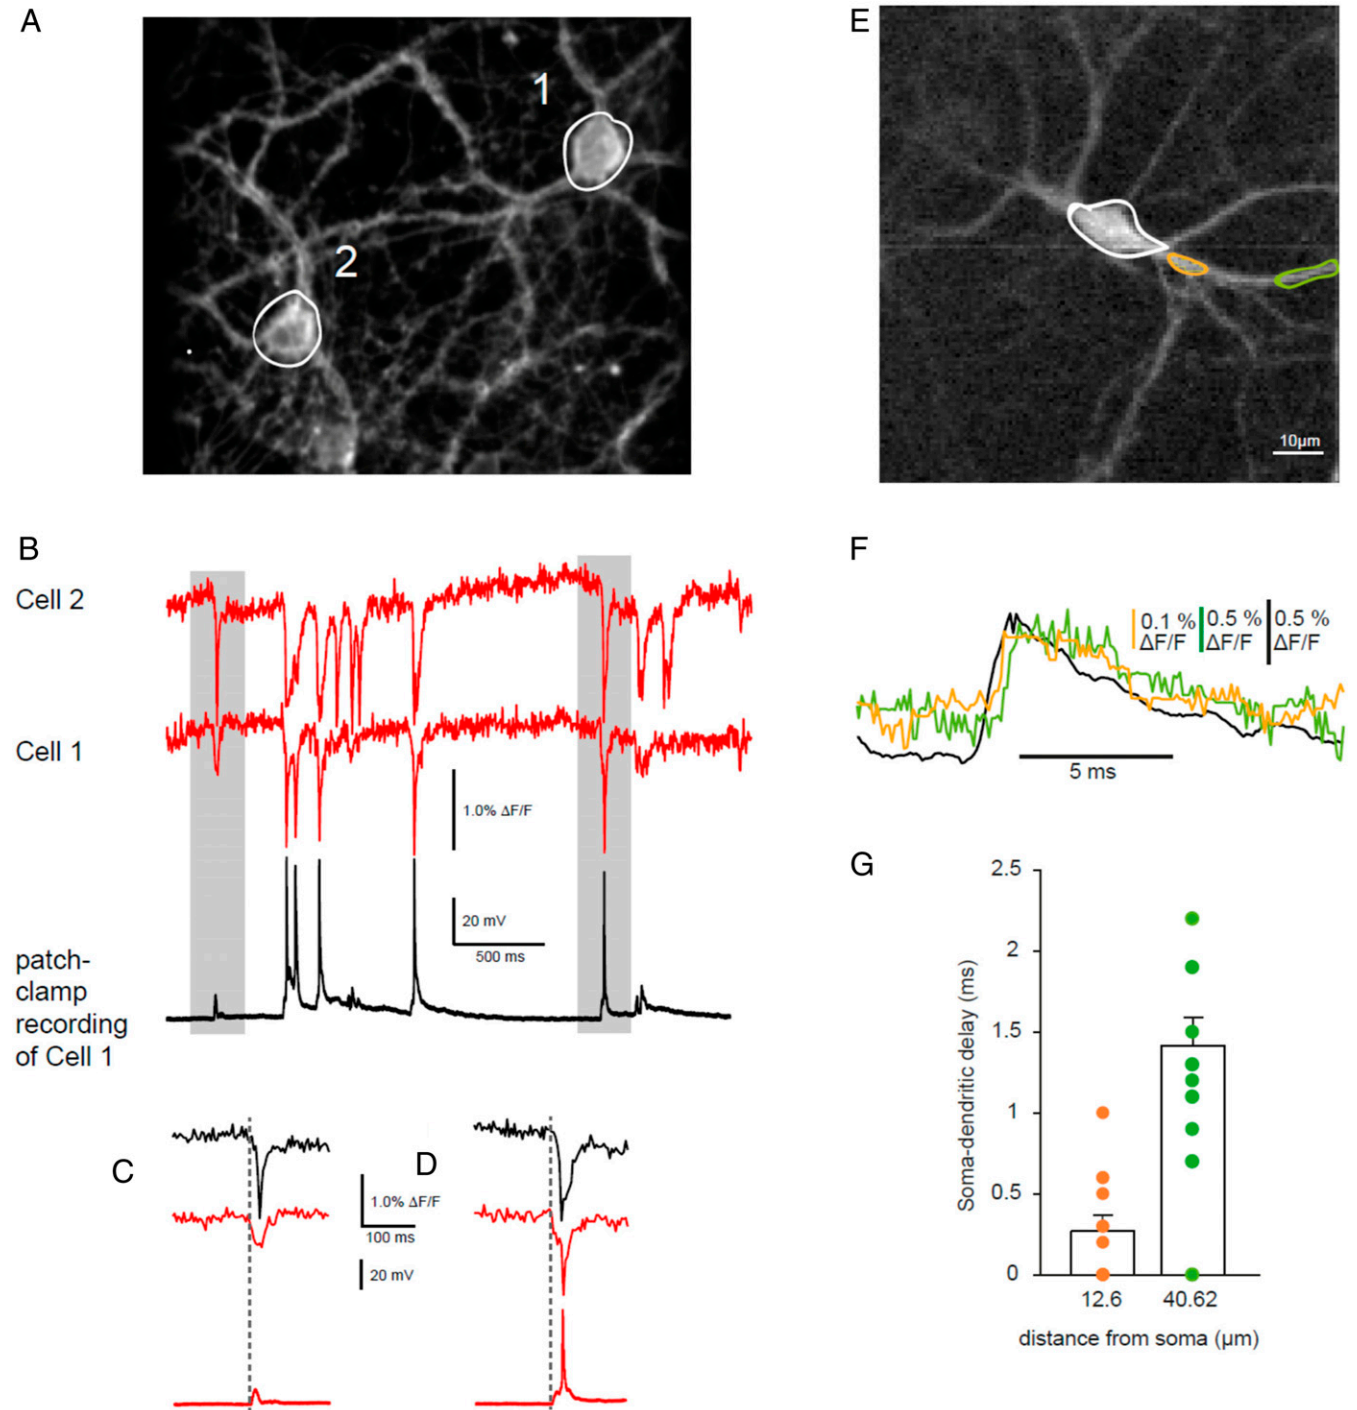 A
1
2
B
Cell 2
Cell 1
1.0% ΔF/F
20 mV
500 ms
patch-
clamp
recording
of Cell 1
C
D
1.0% ΔF/F
100 ms
20 mV
E
10µm
F
0.1 % 0.5 % 0.5 %
ΔF/F ΔF/F ΔF/F
5 ms
G
Soma-dendritic delay (ms)
2.5
2
1.5
1
0.5
0
12.6 40.62
distance from soma (µm)